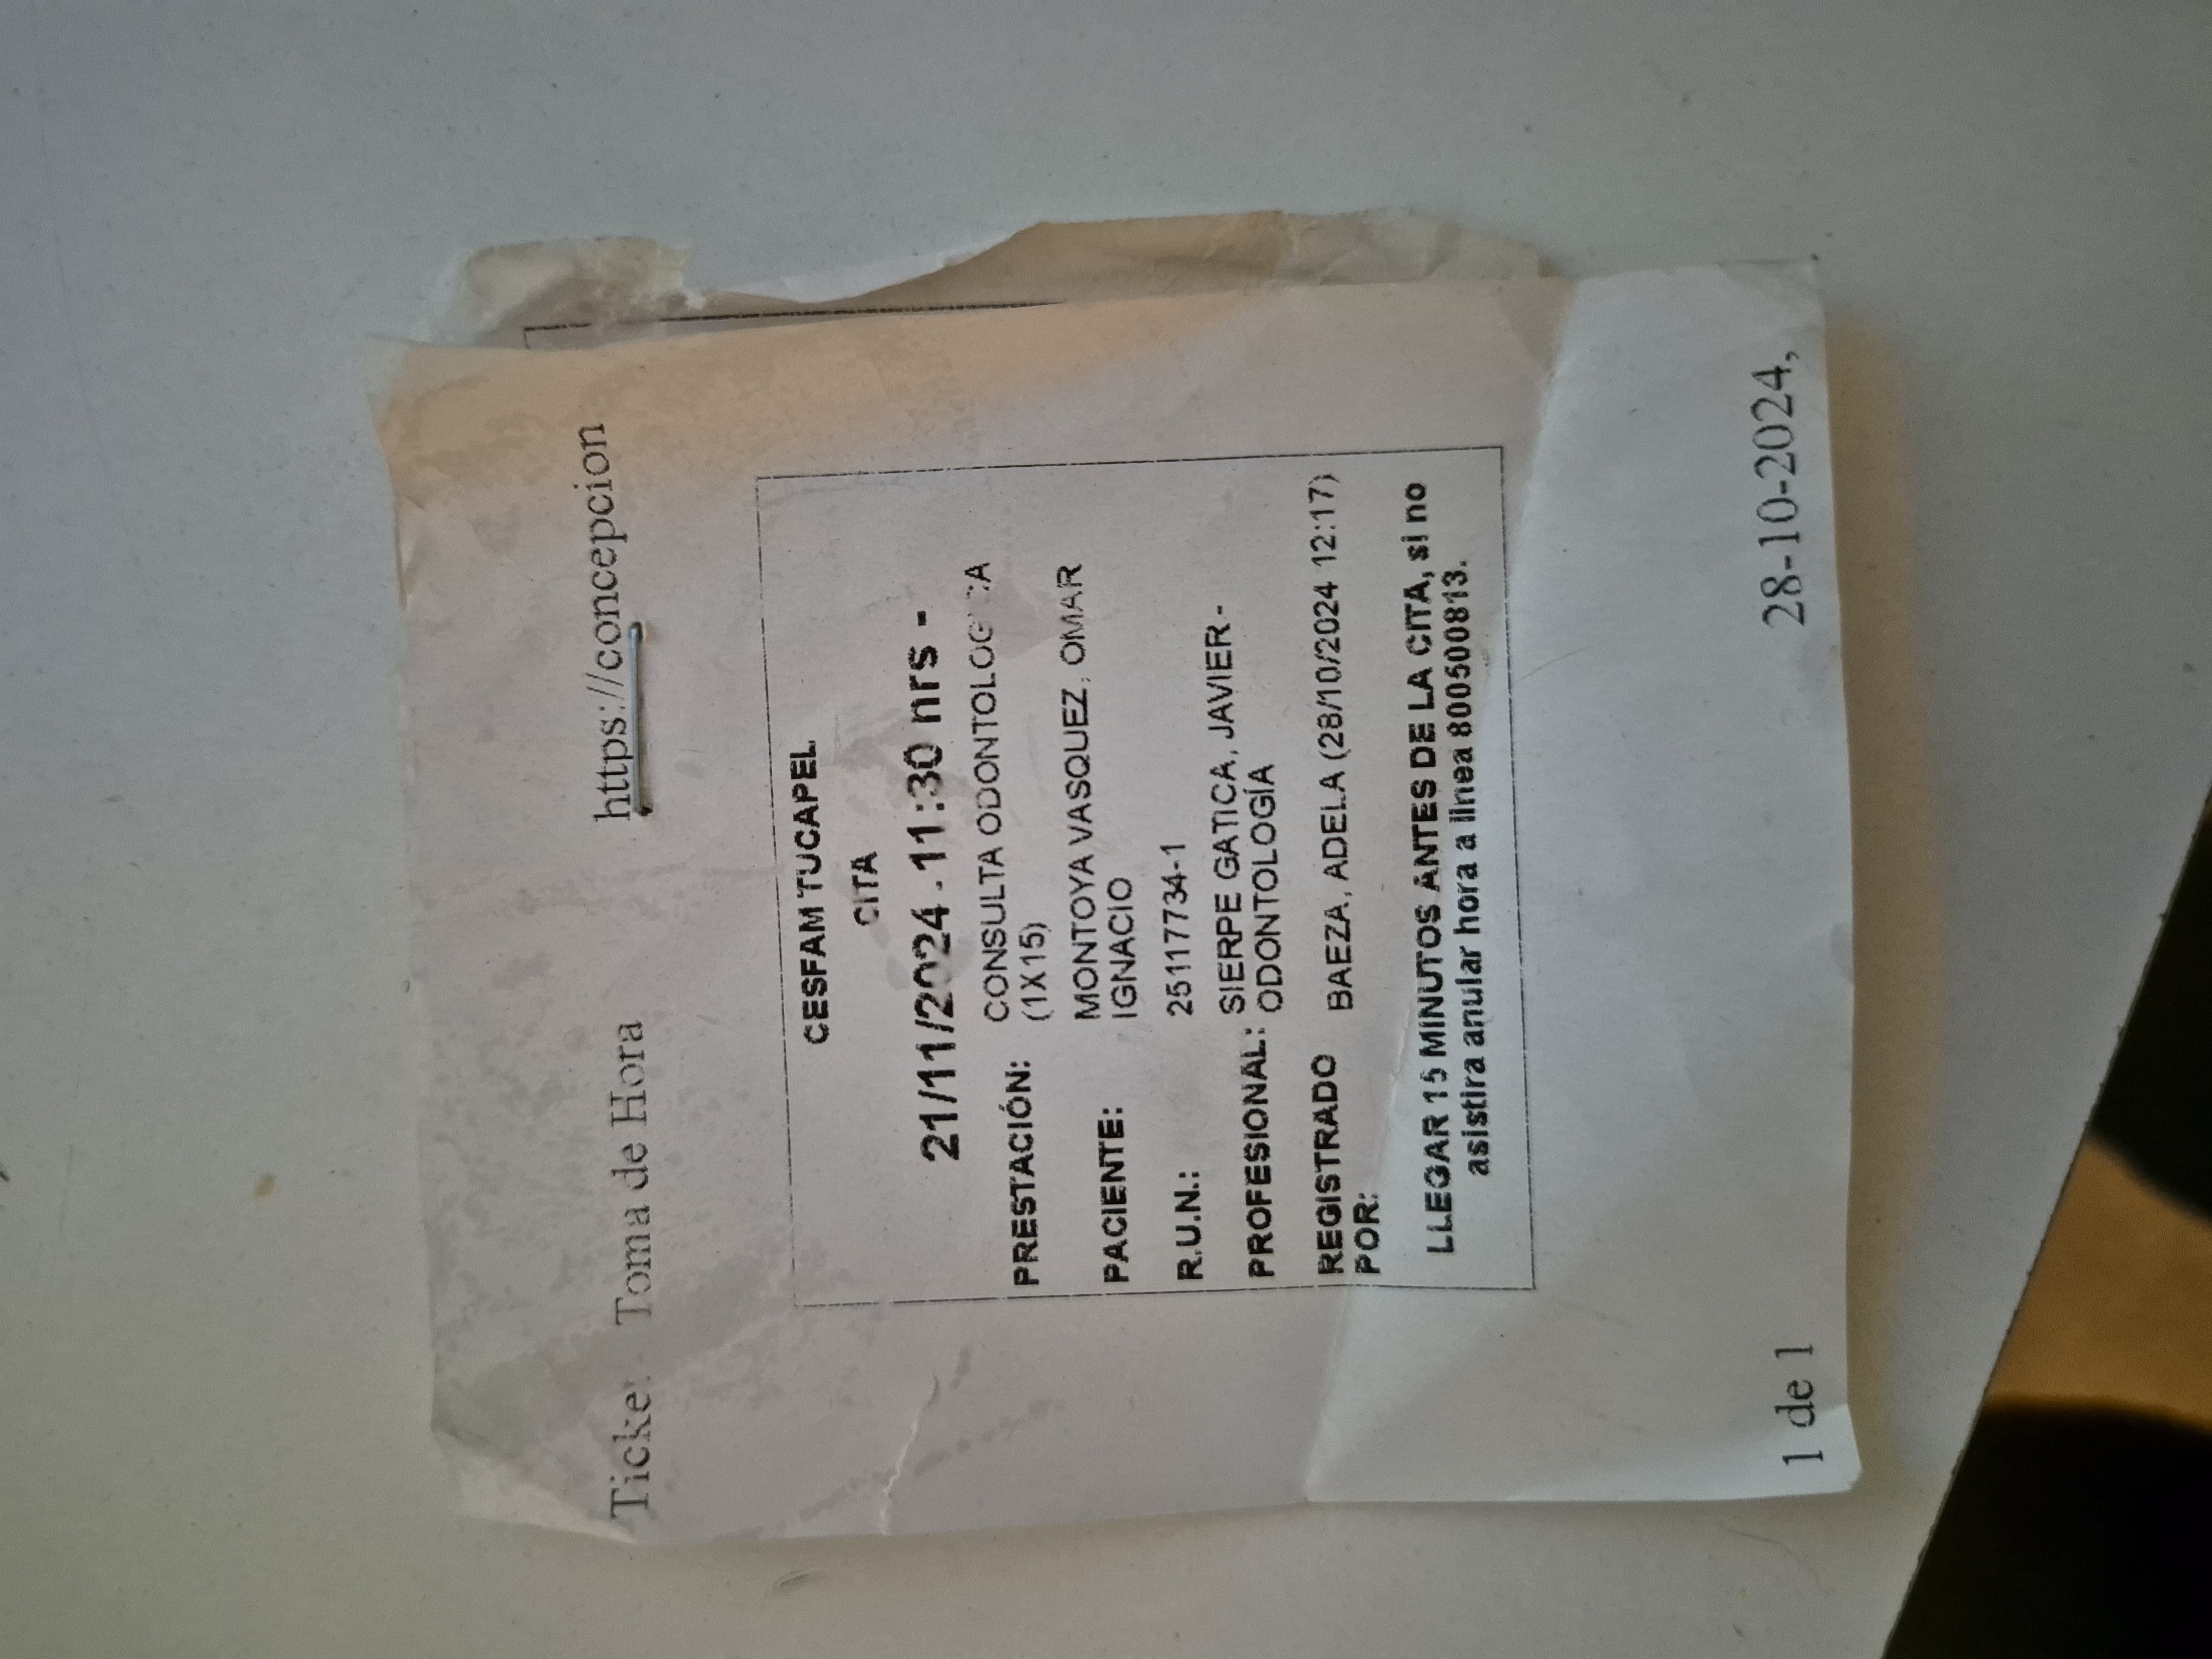 Ticke Toma de Hora https://concepcion
CESFAM TUCAPEL
CITA
21/11/2024 - 11:30 hrs -
PRESTACIÓN: CONSULTA ODONTOLOGICA
(1X15)
PACIENTE: MONTOYA VASQUEZ, OMAR
IGNACIO
R.U.N.: 25117734-1
PROFESIONAL: SIERPE GATICA, JAVIER.-
ODONTOLOGÍA
REGISTRADO BAEZA, ADELA (28/10/2024 12:17)
POR:
LLEGAR 15 MINUTOS ANTES DE LA CITA, si no
asistira anular hora a linea 800500813.
1 de 1 28-10-2024,